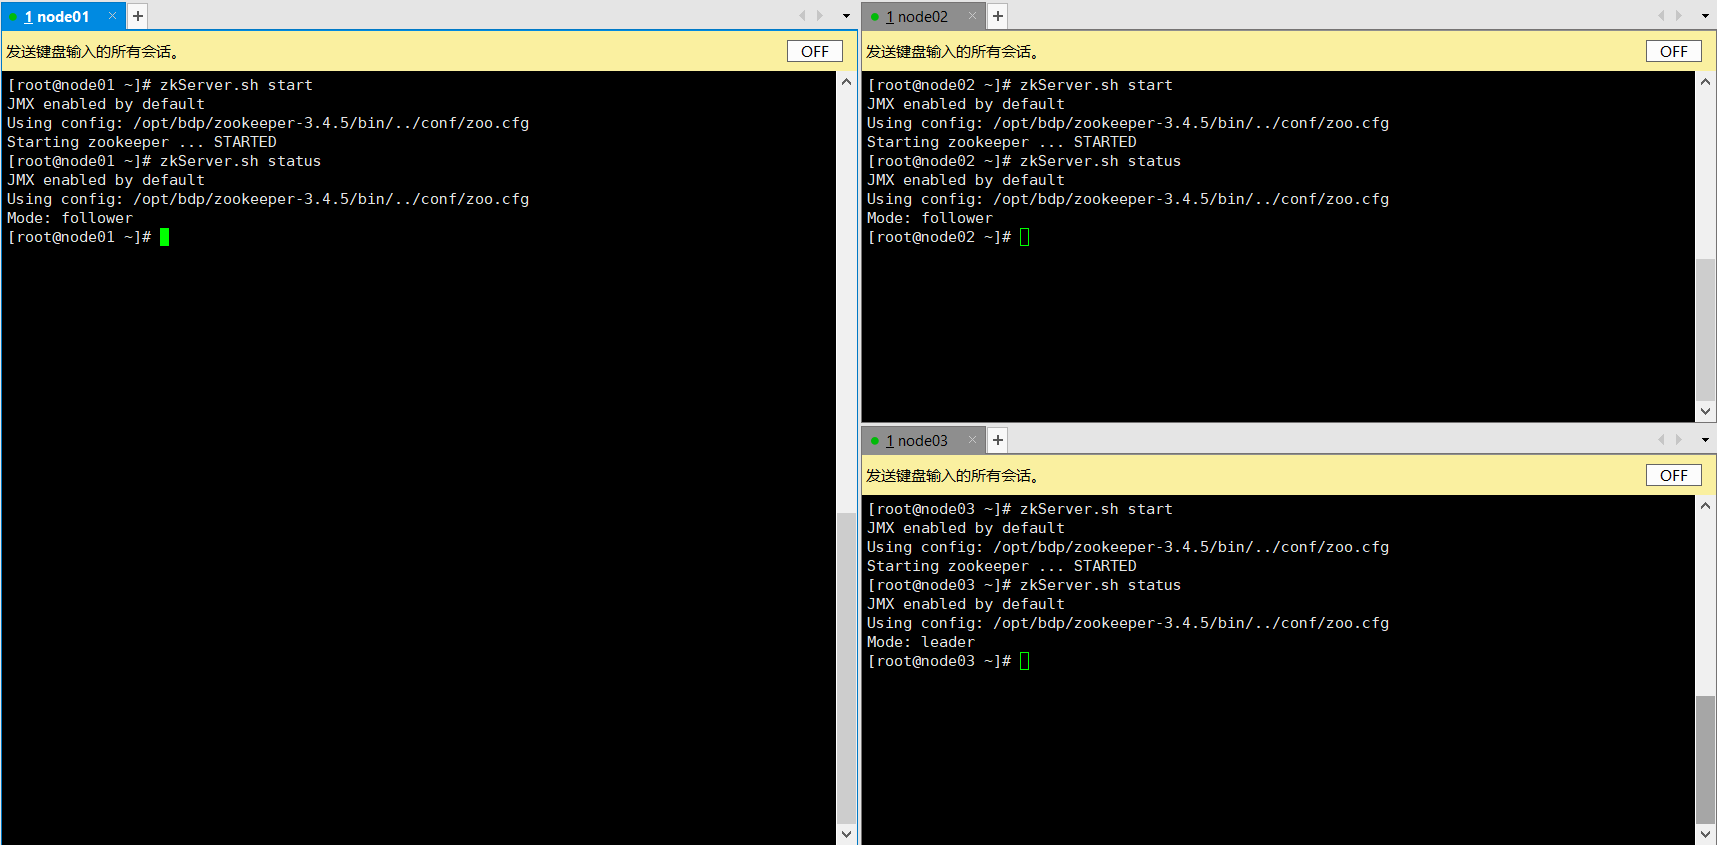 1 node01
发送键盘输入的所有会话。
OFF
[root@node01 ~]# zkServer.sh start
JMX enabled by default
Using config: /opt/bdp/zookeeper-3.4.5/bin/../conf/zoo.cfg
Starting zookeeper ... STARTED
[root@node01 ~]# zkServer.sh status
JMX enabled by default
Using config: /opt/bdp/zookeeper-3.4.5/bin/../conf/zoo.cfg
Mode: follower
[root@node01 ~]#
1 node02
发送键盘输入的所有会话。
OFF
[root@node02 ~]# zkServer.sh start
JMX enabled by default
Using config: /opt/bdp/zookeeper-3.4.5/bin/../conf/zoo.cfg
Starting zookeeper ... STARTED
[root@node02 ~]# zkServer.sh status
JMX enabled by default
Using config: /opt/bdp/zookeeper-3.4.5/bin/../conf/zoo.cfg
Mode: follower
[root@node02 ~]#
1 node03
发送键盘输入的所有会话。
OFF
[root@node03 ~]# zkServer.sh start
JMX enabled by default
Using config: /opt/bdp/zookeeper-3.4.5/bin/../conf/zoo.cfg
Starting zookeeper ... STARTED
[root@node03 ~]# zkServer.sh status
JMX enabled by default
Using config: /opt/bdp/zookeeper-3.4.5/bin/../conf/zoo.cfg
Mode: leader
[root@node03 ~]#